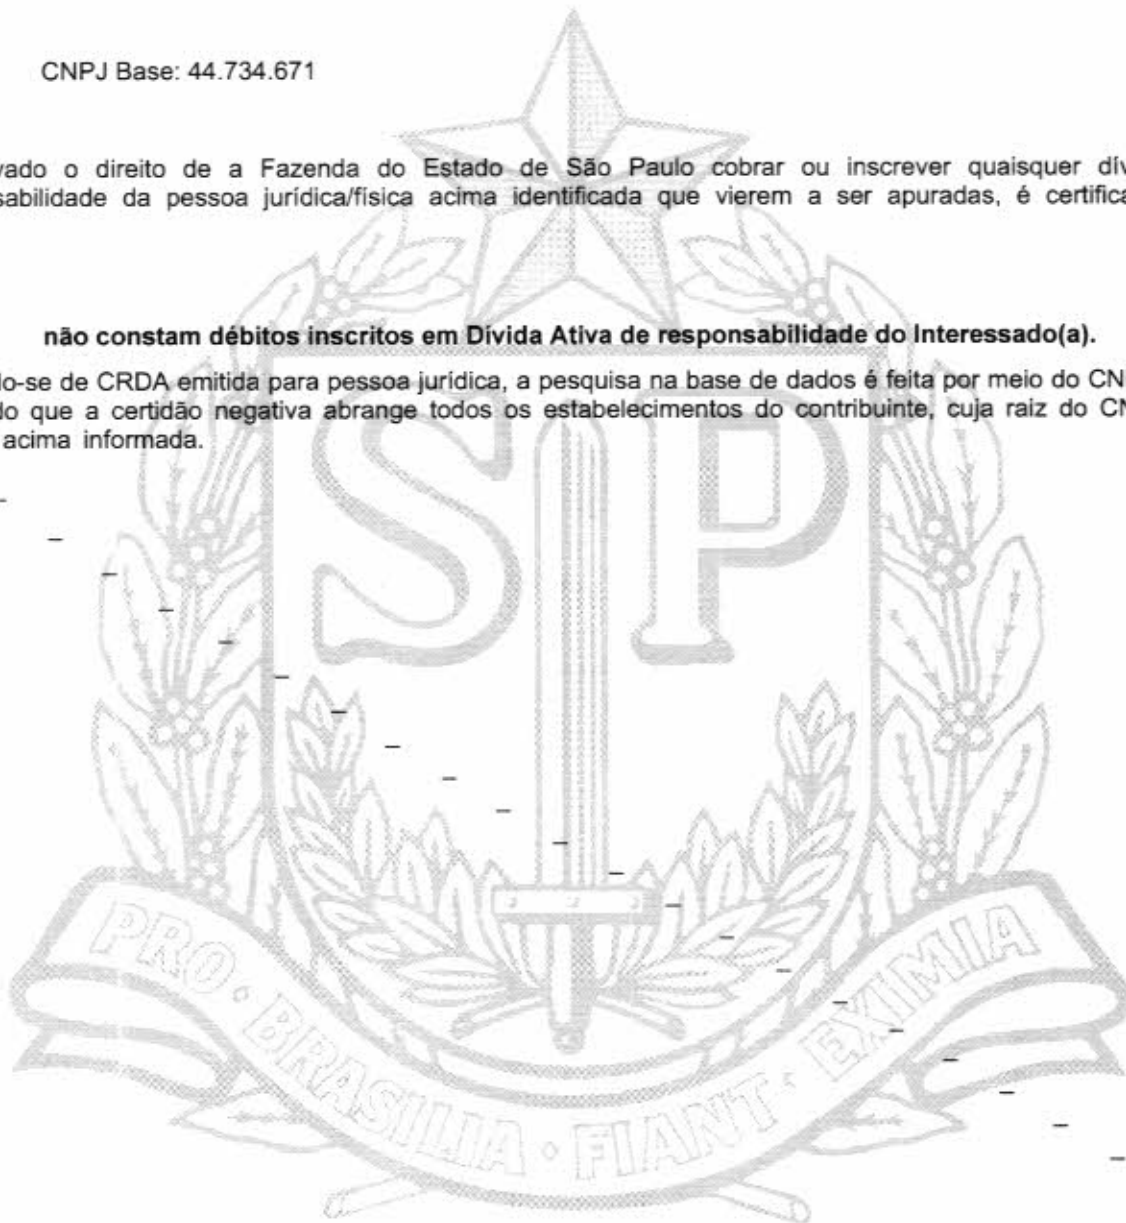 CNPJ Base: 44.734.671
vado o direito de a Fazenda do Estado de São Paulo cobrar ou inscrever quaisquer dív
sabilidade da pessoa jurídica/física acima identificada que vierem a ser apuradas, é certifica
não constam débitos inscritos em Dívida Ativa de responsabilidade do Interessado(a).
lo-se de CRDA emitida para pessoa jurídica, a pesquisa na base de dados é feita por meio do CN
do que a certidão negativa abrange todos os estabelecimentos do contribuinte, cuja raiz do CN
acima informada.
SP
PRO · BRASILIA · FIANT · EXIMIA